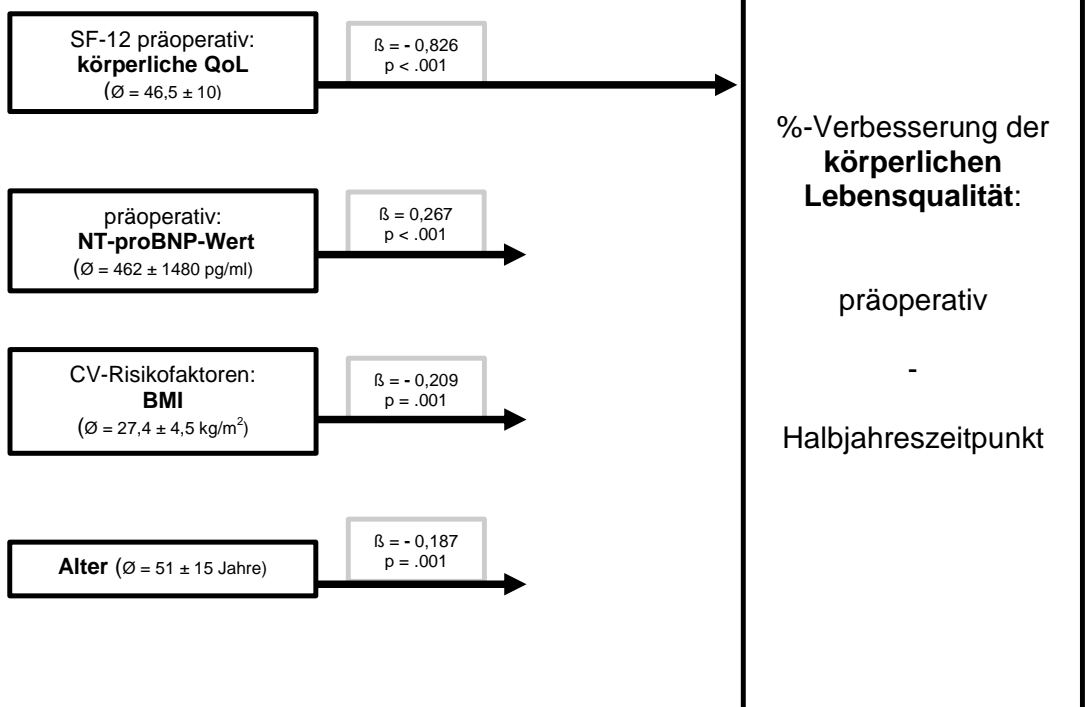 SF-12 präoperativ:
körperliche QoL
(Ø = 46,5 ± 10)
ß = - 0,826
p < .001
präoperativ:
NT-proBNP-Wert
(Ø = 462 ± 1480 pg/ml)
ß = 0,267
p < .001
CV-Risikofaktoren:
BMI
(Ø = 27,4 ± 4,5 kg/m²)
ß = - 0,209
p = .001
Alter (Ø = 51 ± 15 Jahre)
ß = - 0,187
p = .001
%-Verbesserung der
körperlichen
Lebensqualität:
präoperativ
-
Halbjahreszeitpunkt